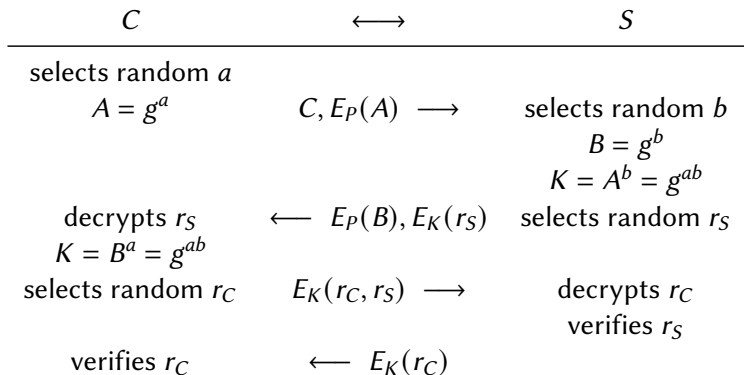 C ⟷ S
selects random a
A = g^a C, E_P(A) ⟶ selects random b
B = g^b
K = A^b = g^{ab}
decrypts r_S ⟵ E_P(B), E_K(r_S) selects random r_S
K = B^a = g^{ab}
selects random r_C E_K(r_C, r_S) ⟶ decrypts r_C
verifies r_S
verifies r_C ⟵ E_K(r_C)